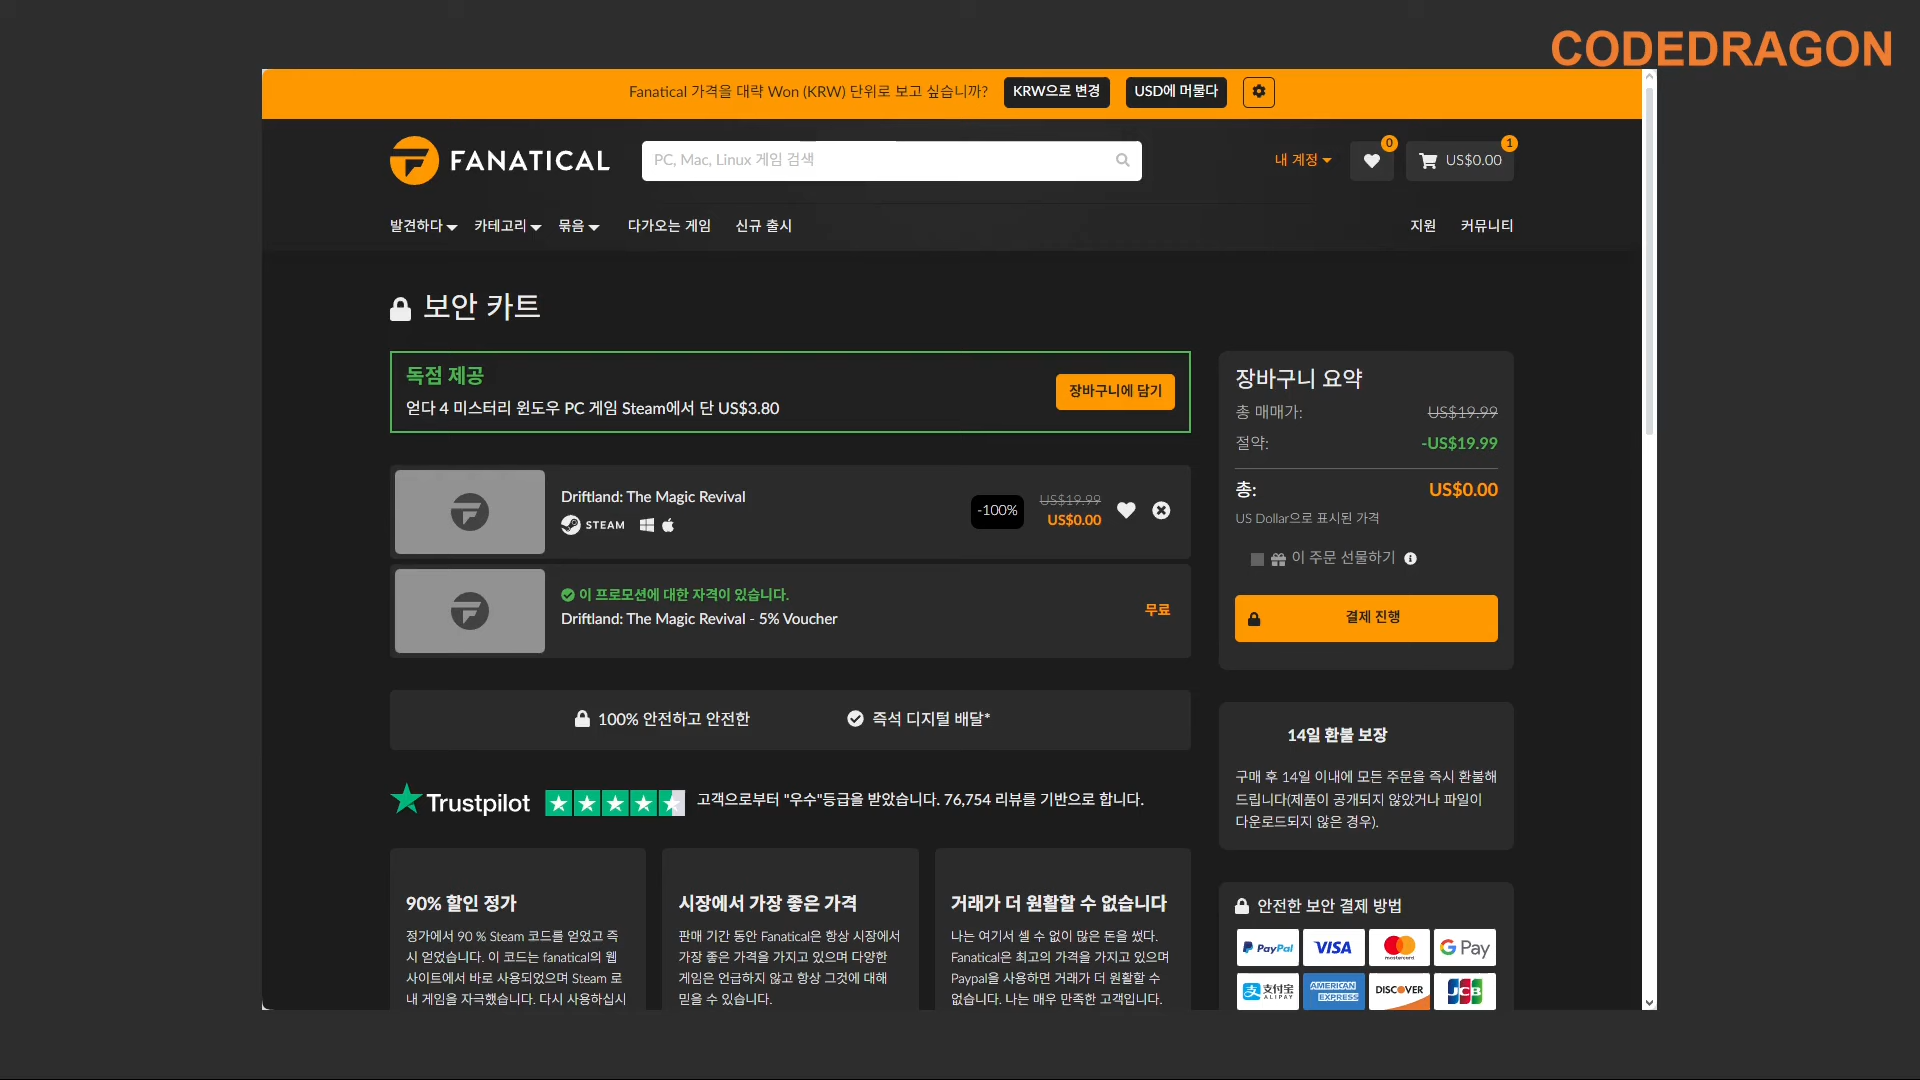 CODEDRAGON
Fanatical 가격을 대략 Won (KRW) 단위로 보고 싶습니까? KRW으로 변경 USD에 머물다
FANATICAL
PC, Mac, Linux 게임 검색
내 계정
0
1
US$0.00
발견하다 카테고리 묶음 다가오는 게임 신규 출시
지원 커뮤니티
보안 카트
독점 제공
얻다 4 미스터리 윈도우 PC 게임 Steam에서 단 US$3.80
장바구니에 담기
Driftland: The Magic Revival
STEAM
-100%
US$19.99
US$0.00
이 프로모션에 대한 자격이 있습니다.
Driftland: The Magic Revival - 5% Voucher
무료
100% 안전하고 안전한
즉석 디지털 배달*
Trustpilot
고객으로부터 "우수"등급을 받았습니다. 76,754 리뷰를 기반으로 합니다.
90% 할인 정가
정가에서 90 % Steam 코드를 얻었고 즉
시 얻었습니다. 이 코드는 fanatical의 웹
사이트에서 바로 사용되었으며 Steam 로
내 게임을 자극했습니다. 다시 사용하십시
시장에서 가장 좋은 가격
판매 기간 동안 Fanatical은 항상 시장에서
가장 좋은 가격을 가지고 있으며 다양한
게임은 언급하지 않고 항상 그것에 대해
믿을 수 있습니다.
거래가 더 원활할 수 없습니다
나는 여기서 셀 수 없이 많은 돈을 썼다.
Fanatical은 최고의 가격을 가지고 있으며
Paypal을 사용하면 거래가 더 원활할 수
없습니다. 나는 매우 만족한 고객입니다.
장바구니 요약
총 매매가: US$19.99
절약: -US$19.99
총: US$0.00
US Dollar으로 표시된 가격
이 주문 선물하기
결제 진행
14일 환불 보장
구매 후 14일 이내에 모든 주문을 즉시 환불해
드립니다(제품이 공개되지 않았거나 파일이
다운로드되지 않은 경우).
안전한 보안 결제 방법
PayPal VISA mastercard G Pay
支付宝 ALIPAY AMERICAN EXPRESS DISCOVER JCB